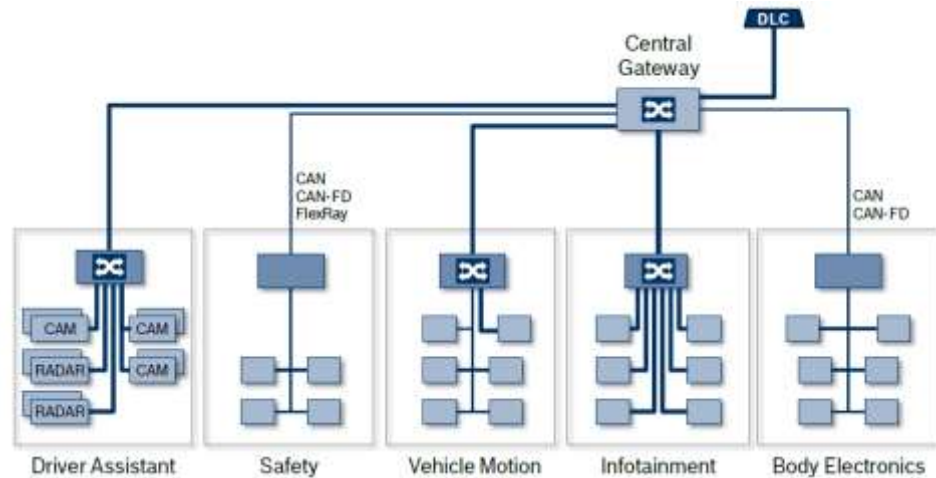 DLC
Central
Gateway
CAN
CAN-FD
FlexRay
CAN
CAN-FD
CAM
CAM
RADAR
CAM
RADAR
Driver Assistant
Safety
Vehicle Motion
Infotainment
Body Electronics